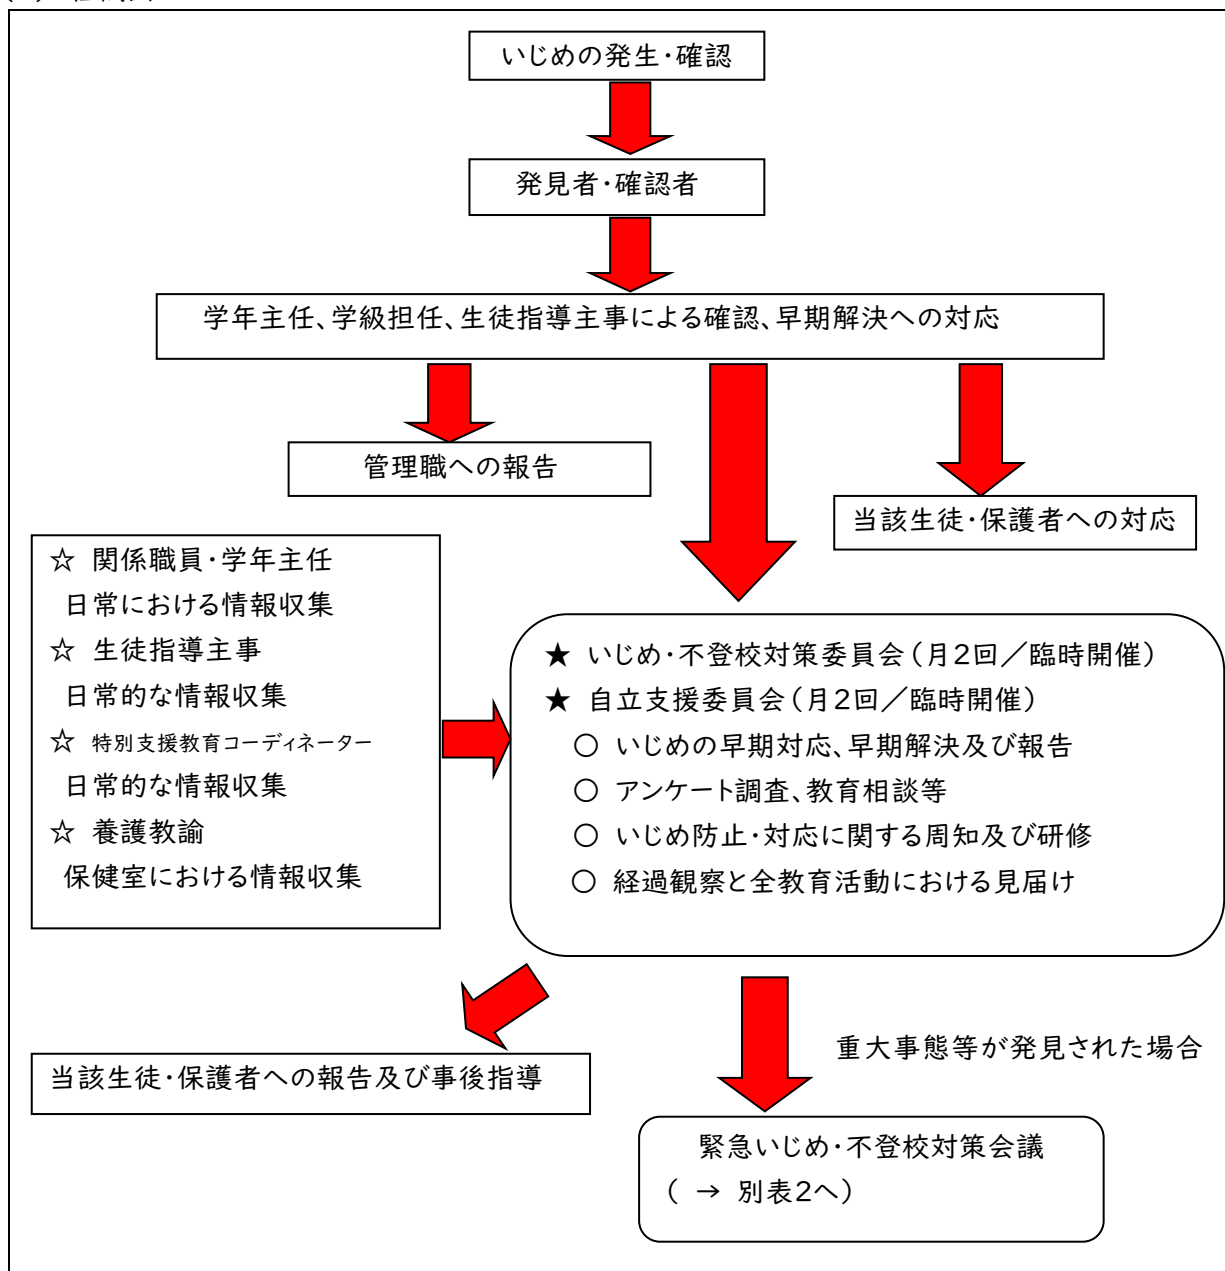 いじめの発生・確認
発見者・確認者
学年主任、学級担任、生徒指導主事による確認、早期解決への対応
管理職への報告
当該生徒・保護者への対応
☆ 関係職員・学年主任
日常における情報収集
☆ 生徒指導主事
日常的な情報収集
☆ 特別支援教育コーディネーター
日常的な情報収集
☆ 養護教諭
保健室における情報収集
★ いじめ・不登校対策委員会（月2回／臨時開催）
★ 自立支援委員会（月2回／臨時開催）
○ いじめの早期対応、早期解決及び報告
○ アンケート調査、教育相談等
○ いじめ防止・対応に関する周知及び研修
○ 経過観察と全教育活動における見届け
当該生徒・保護者への報告及び事後指導
重大事態等が発見された場合
緊急いじめ・不登校対策会議
（ → 別表2へ）